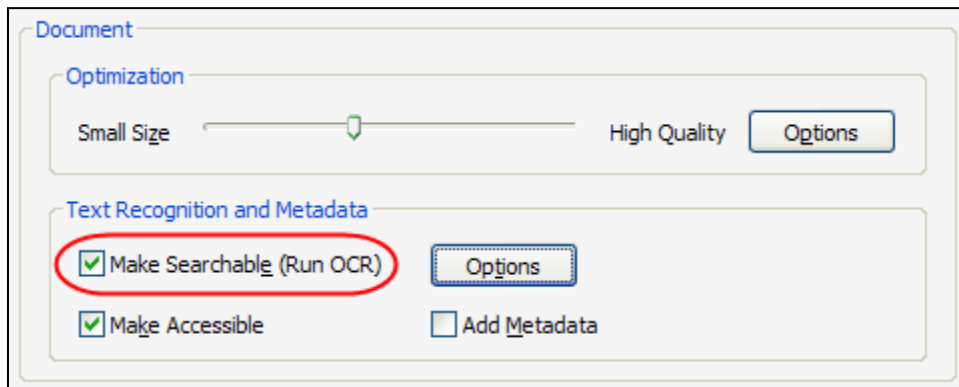 Document
Optimization
Small Size High Quality Options
Text Recognition and Metadata
Make Searchable (Run OCR) Options
Make Accessible Add Metadata